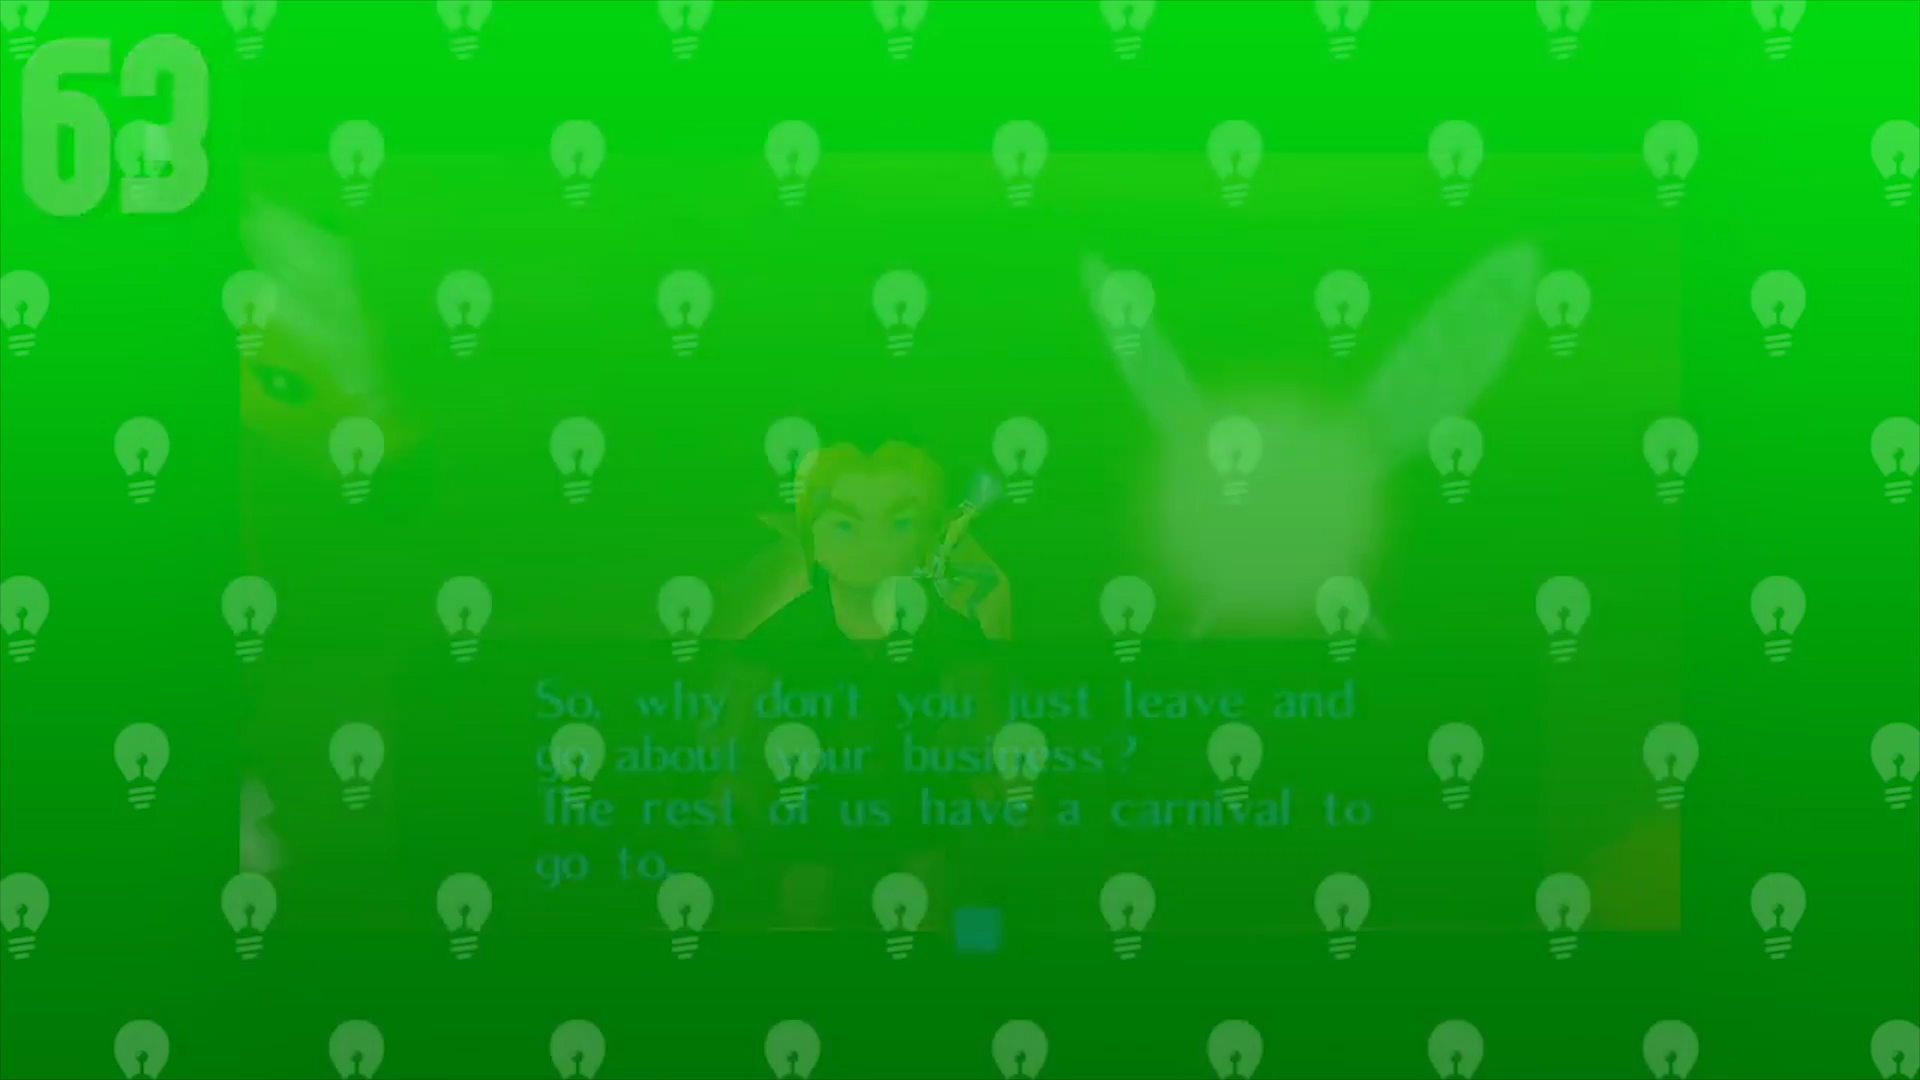 63
So, why don't you just leave and
go about your business?
The rest of us have a carnival to
go to.